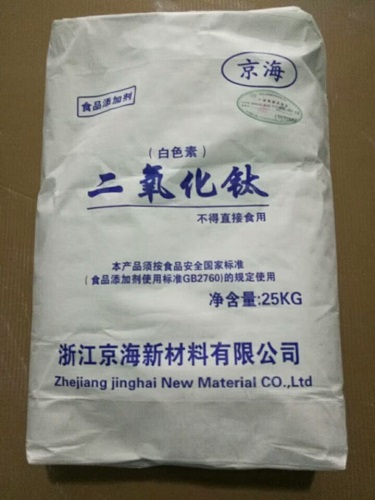 京海
食品添加剂
(白色素)
二氧化钛
不得直接食用
本产品须按食品安全国家标准
(食品添加剂使用标准GB2760)的规定使用
净含量:25KG
浙江京海新材料有限公司
Zhejiang jinghai New Material CO.,Ltd